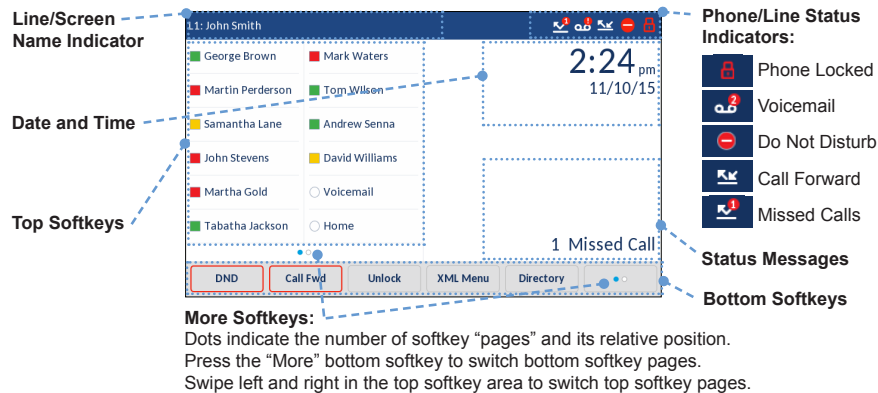 Line/Screen
Name Indicator
L1: John Smith
Phone/Line Status
Indicators:
George Brown
Mark Waters
2:24 pm
11/10/15
Phone Locked
Martin Perderson
Tom Wilson
2
Voicemail
Date and Time
Samantha Lane
Andrew Senna
Do Not Disturb
John Stevens
David Williams
Call Forward
Martha Gold
Voicemail
1
Missed Calls
Top Softkeys
Tabatha Jackson
Home
1 Missed Call
Status Messages
DND
Call Fwd
Unlock
XML Menu
Directory
Bottom Softkeys
More Softkeys:
Dots indicate the number of softkey “pages” and its relative position.
Press the “More” bottom softkey to switch bottom softkey pages.
Swipe left and right in the top softkey area to switch top softkey pages.